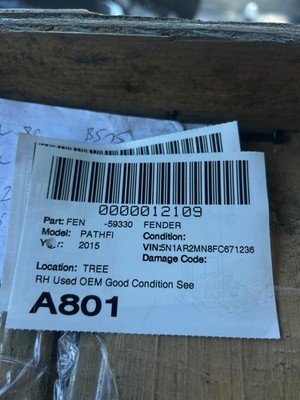 B525
0000012109
Part: FEN -59330 FENDER
Model: PATHFI Condition:
Year: 2015 VIN:5N1AR2MN8FC671236
Damage Code:
Location: TREE
RH Used OEM Good Condition See
A801